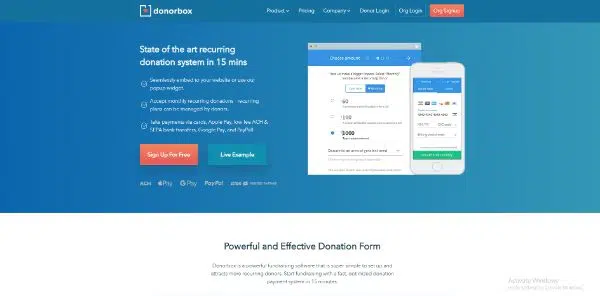 donorbox
Product Pricing Company Donor Login Org Login Org Signup
State of the art recurring
donation system in 15 mins
Seamlessly embed to your website or use our
popup widget.
Accept monthly recurring donations - recurring
plans can be managed by donors.
Take payments via cards, Apple Pay, low fee ACH &
SEPA bank transfers, Google Pay, and PayPal!
Sign Up For Free Live Example
ACH Pay G Pay PayPal
Choose amount
Powerful and Effective Donation Form
Donorbox is a powerful fundraising software that is super simple to set up and
attracts more recurring donors. Start fundraising with a fast, optimized donation
payment system in 15 minutes.
Activate Windows